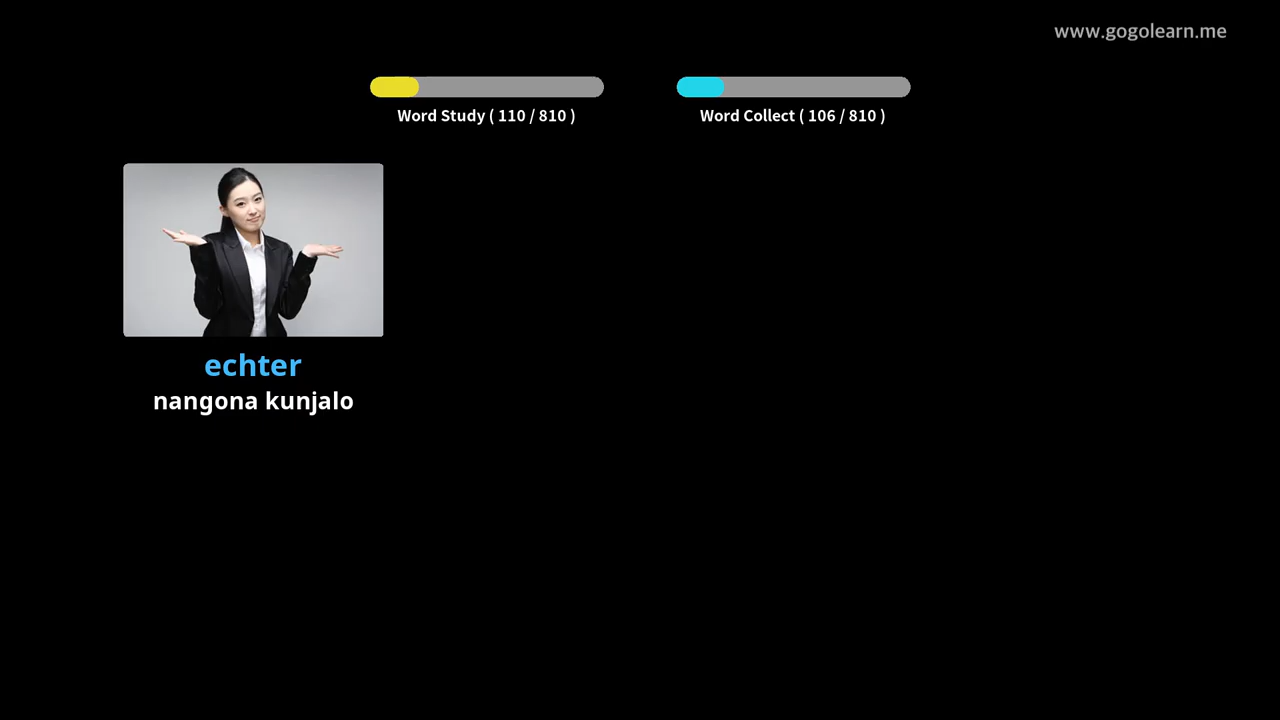 www.gogolearn.me
Word Study ( 110 / 810 )
Word Collect ( 106 / 810 )
echter
nangona kunjalo